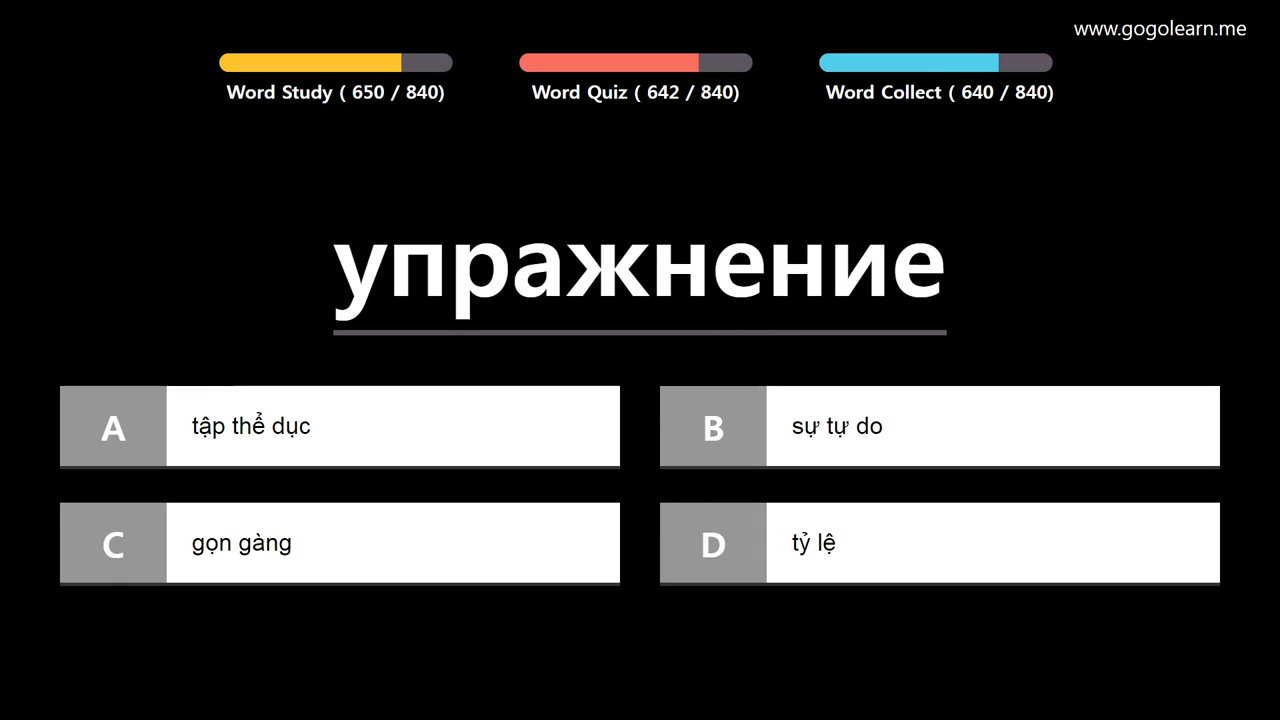 www.gogolearn.me
Word Study ( 650 / 840)
Word Quiz ( 642 / 840)
Word Collect ( 640 / 840)
упражнение
A tập thể dục
B sự tự do
C gọn gàng
D tỷ lệ